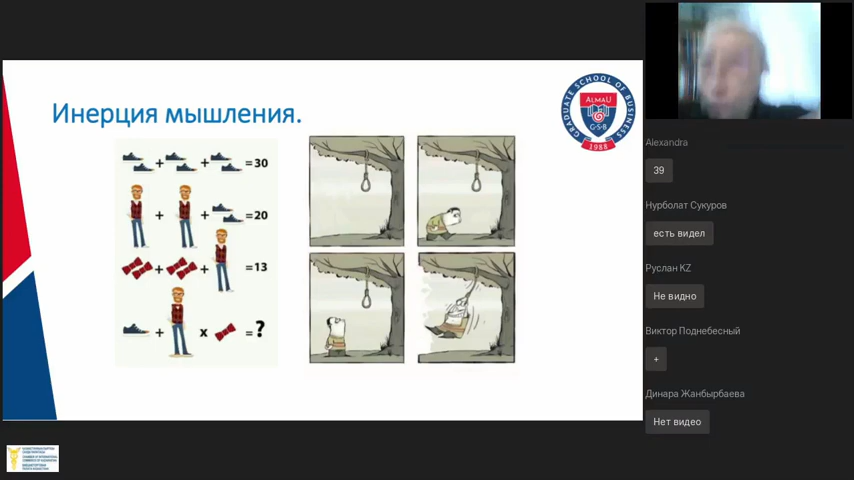 Инерция мышления.
GRADUATE SCHOOL OF BUSINESS
ALMAU
G·S·B
1988
+ + =30
+ + =20
+ + =13
+ x =?
Alexandra
39
Нурболат Сукуров
есть видел
Руслан KZ
Не видно
Виктор Поднебесный
+
Динара Жанбырбаева
Нет видео